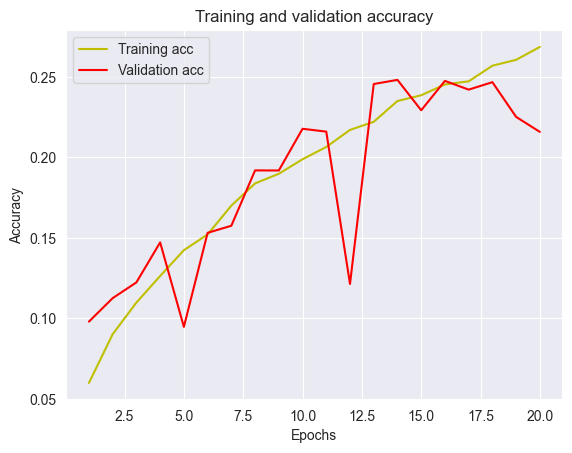 Training and validation accuracy
Training acc
Validation acc
0.25
0.20
0.15
0.10
0.05
Accuracy
2.5 5.0 7.5 10.0 12.5 15.0 17.5 20.0
Epochs